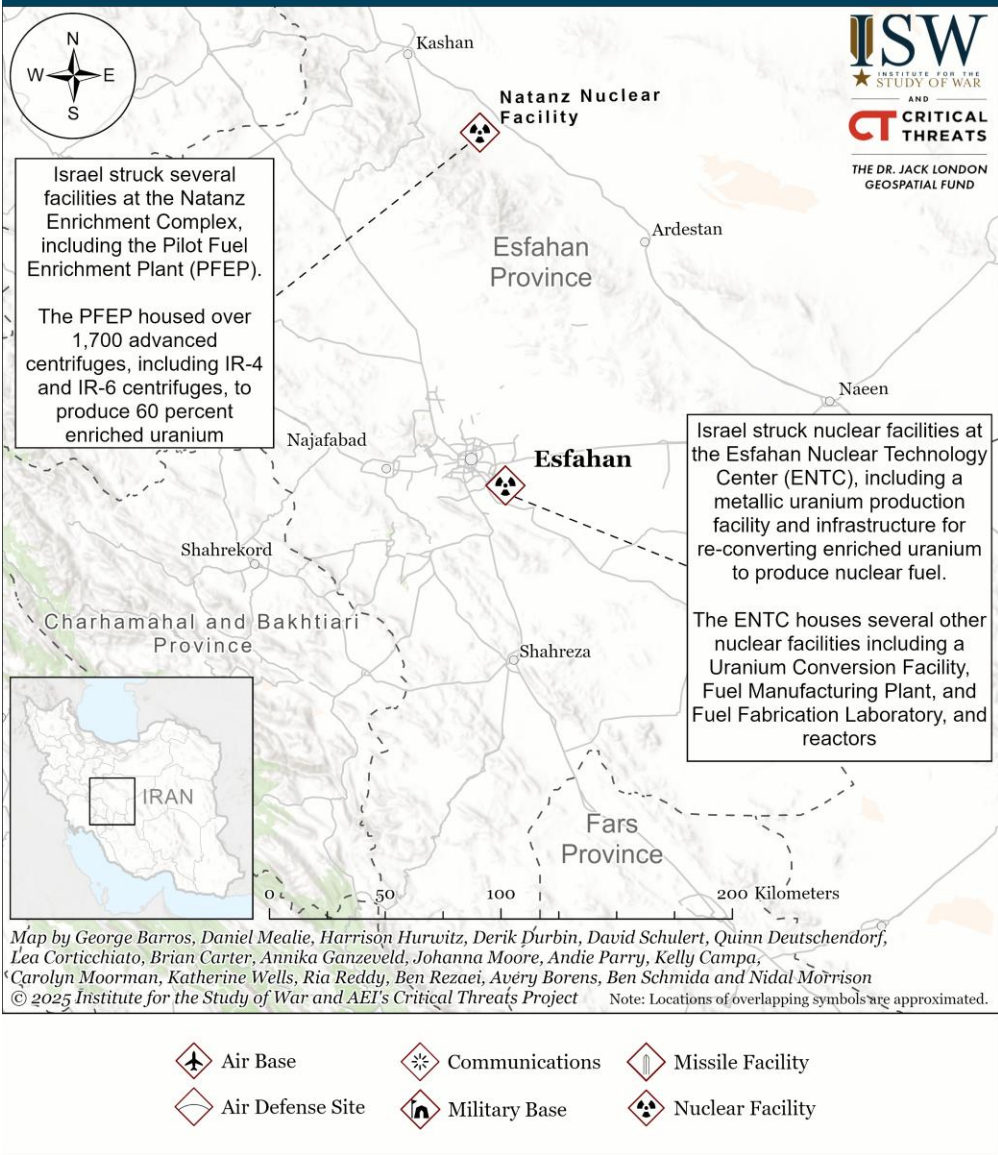 N
W
E
S
Kashan
ISW
INSTITUTE FOR THE
STUDY OF WAR
AND
CT CRITICAL
THREATS
THE DR. JACK LONDON
GEOSPATIAL FUND
Natanz Nuclear
Facility
Israel struck several
facilities at the Natanz
Enrichment Complex,
including the Pilot Fuel
Enrichment Plant (PFEP).
The PFEP housed over
1,700 advanced
centrifuges, including IR-4
and IR-6 centrifuges, to
produce 60 percent
enriched uranium
Ardestan
Esfahan
Province
Naeen
Najafabad
Esfahan
Israel struck nuclear facilities at
the Esfahan Nuclear Technology
Center (ENTC), including a
metallic uranium production
facility and infrastructure for
re-converting enriched uranium
to produce nuclear fuel.
The ENTC houses several other
nuclear facilities including a
Uranium Conversion Facility,
Fuel Manufacturing Plant, and
Fuel Fabrication Laboratory, and
reactors
Shahrekord
Charhamahal and Bakhtiari
Province
Shahreza
IRAN
Fars
Province
0 50 100 200 Kilometers
Map by George Barros, Daniel Mealie, Harrison Hurwitz, Derik Durbin, David Schulert, Quinn Deutschendorf,
Lea Corticchiato, Brian Carter, Annika Ganzeveld, Johanna Moore, Andie Parry, Kelly Campa,
Carolyn Moorman, Katherine Wells, Ria Reddy, Ben Rezaei, Avery Borens, Ben Schmida and Nidal Morrison
© 2025 Institute for the Study of War and AEI's Critical Threats Project Note: Locations of overlapping symbols are approximated.
Air Base
Communications
Missile Facility
Air Defense Site
Military Base
Nuclear Facility